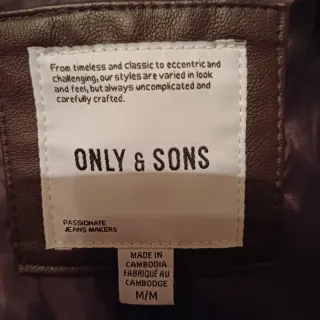 From timeless and classic to eccentric and
challenging, our styles are varied in look
and feel, but always uncomplicated and
carefully crafted.
ONLY & SONS
PASSIONATE
JEANS MAKERS
MADE IN
CAMBODIA
FABRIQUÉ AU
CAMBODGE
M/M